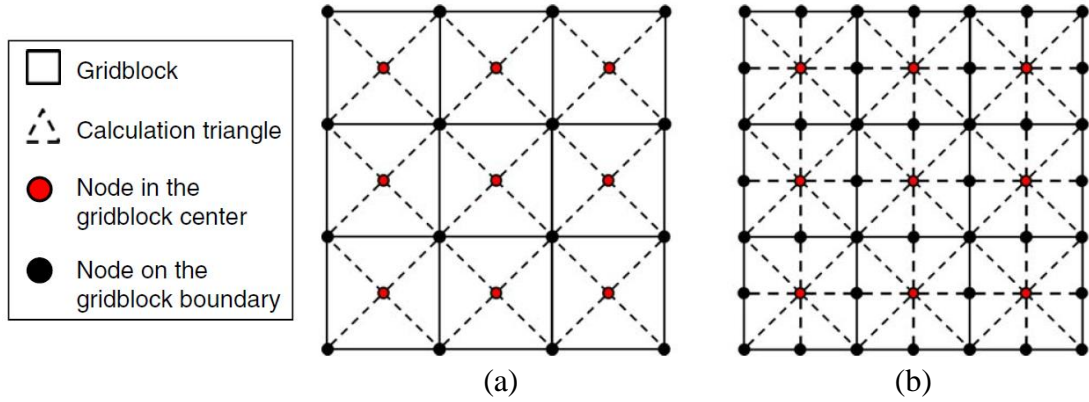 Gridblock
Calculation triangle
Node in the
gridblock center
Node on the
gridblock boundary
(a)
(b)